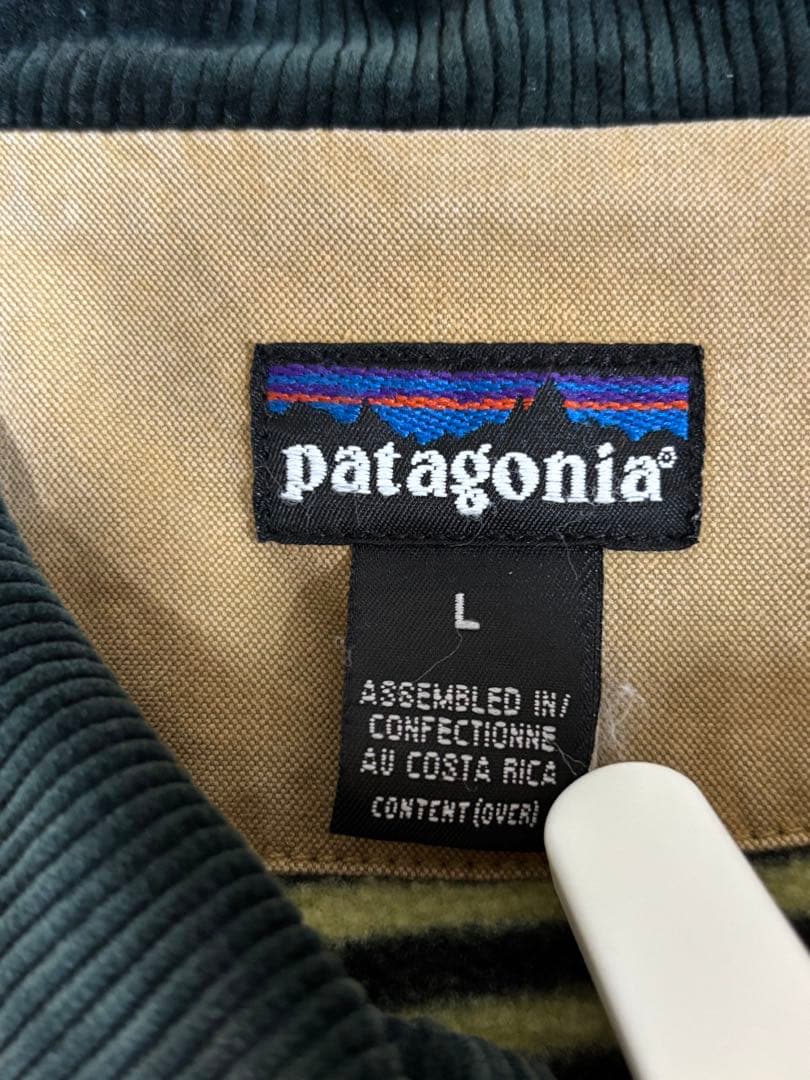 patagonia®
L
ASSEMBLED IN/
CONFECTIONNE
AU COSTA RICA
CONTENT (OVER)